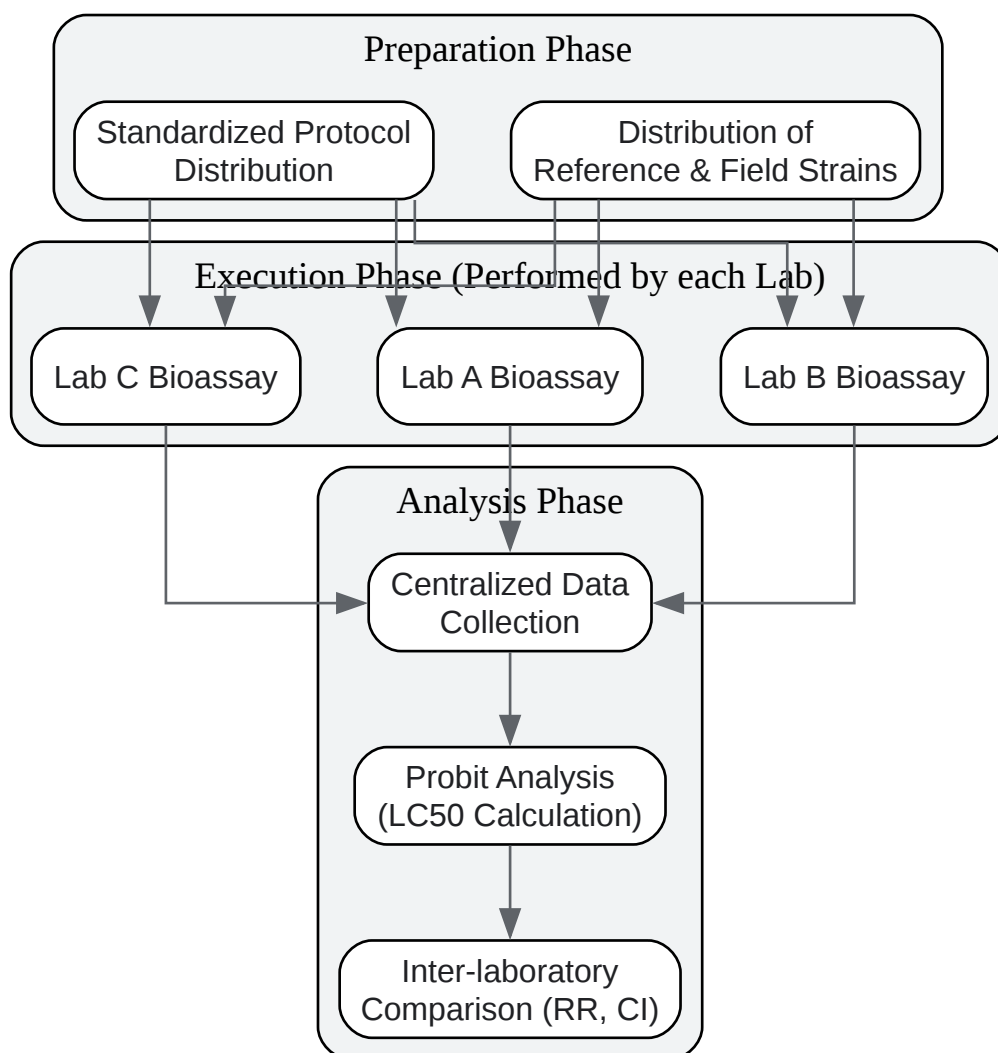 Preparation Phase
Standardized Protocol
Distribution
Distribution of
Reference & Field Strains
Execution Phase (Performed by each Lab)
Lab C Bioassay
Lab A Bioassay
Lab B Bioassay
Analysis Phase
Centralized Data
Collection
Probit Analysis
(LC50 Calculation)
Inter-laboratory
Comparison (RR, CI)